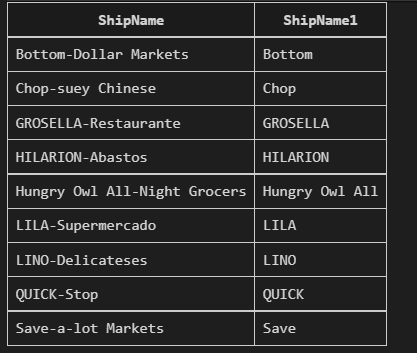 ShipName ShipName1
Bottom-Dollar Markets Bottom
Chop-suey Chinese Chop
GROSELLA-Restaurante GROSELLA
HILARION-Abastos HILARION
Hungry Owl All-Night Grocers Hungry Owl All
LILA-Supermercado LILA
LINO-Delicateses LINO
QUICK-Stop QUICK
Save-a-lot Markets Save